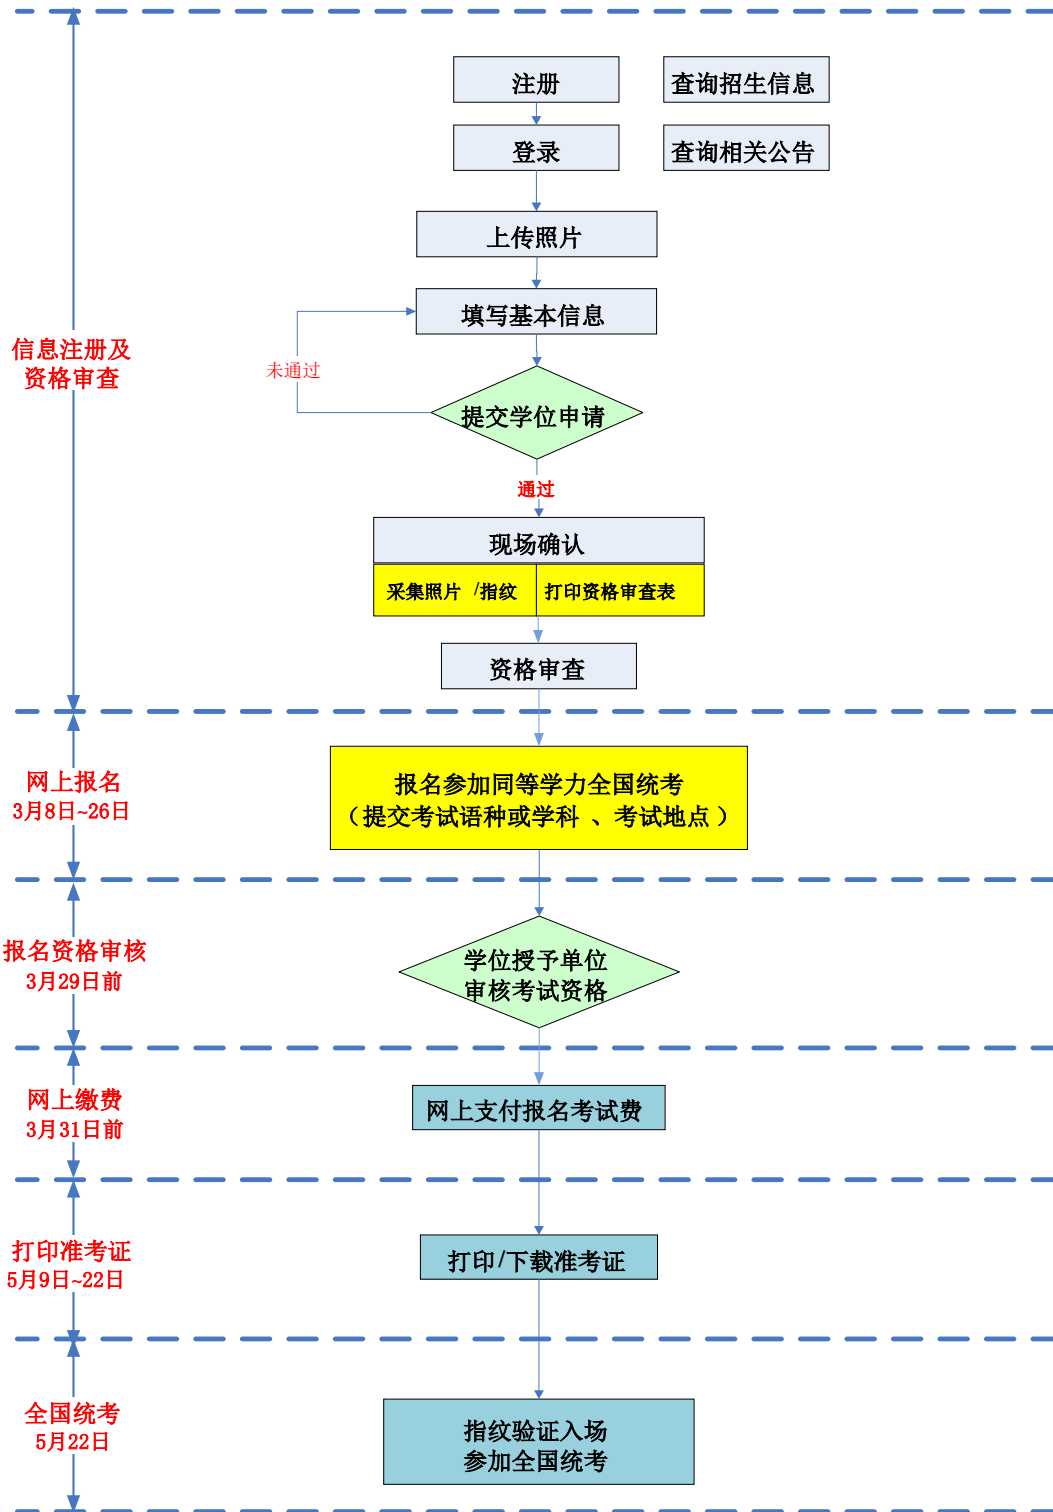 注册
查询招生信息
登录
查询相关公告
上传照片
填写基本信息
信息注册及
资格审查
未通过
提交学位申请
通过
现场确认
采集照片 /指纹
打印资格审查表
资格审查
网上报名
3月8日~26日
报名参加同等学力全国统考
（提交考试语种或学科 、考试地点）
报名资格审核
3月29日前
学位授予单位
审核考试资格
网上缴费
3月31日前
网上支付报名考试费
打印准考证
5月9日~22日
打印/下载准考证
全国统考
5月22日
指纹验证入场
参加全国统考